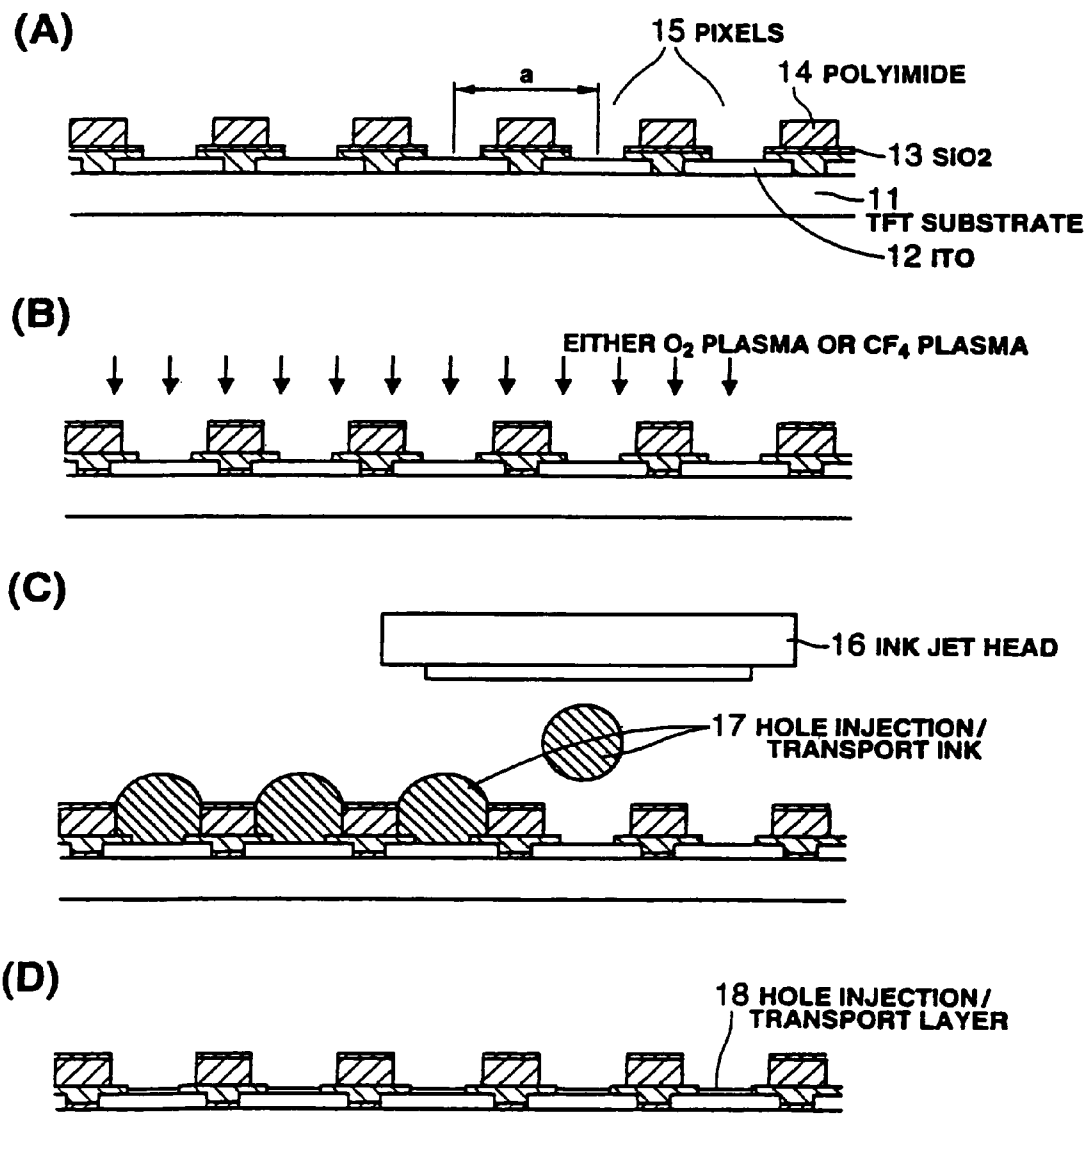 (A)
15 PIXELS
a
14 POLYIMIDE
13 SiO2
11
TFT SUBSTRATE
12 ITO
(B)
EITHER O₂ PLASMA OR CF₄ PLASMA
(C)
16 INK JET HEAD
17 HOLE INJECTION/
TRANSPORT INK
(D)
18 HOLE INJECTION/
TRANSPORT LAYER